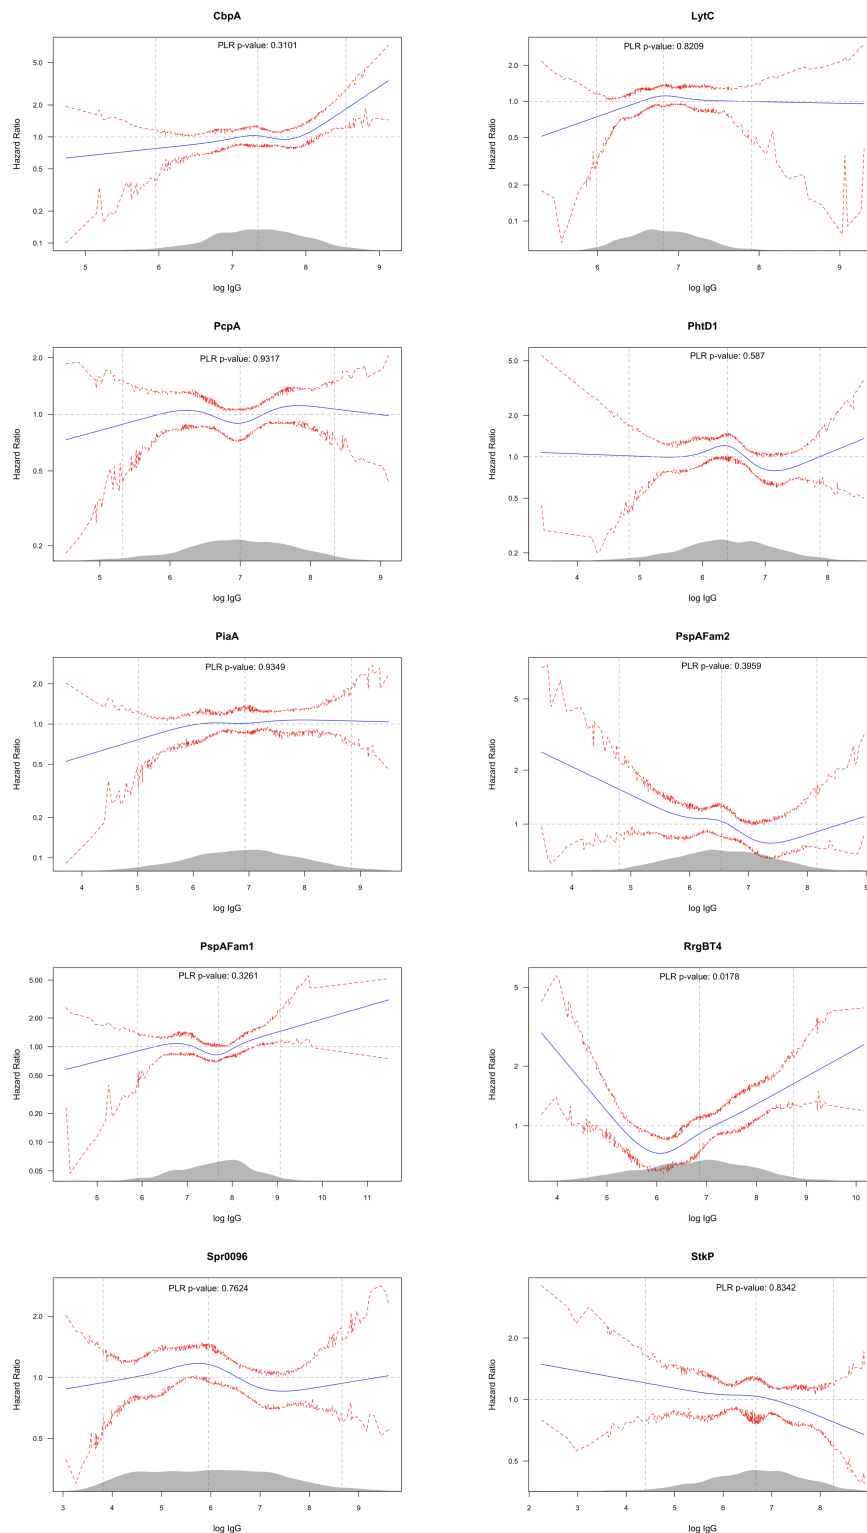 CbpA
PLR p-value: 0.3101
Hazard Ratio
5.0
2.0
1.0
0.5
0.2
0.1
5 6 7 8 9
log IgG
LytC
PLR p-value: 0.8209
Hazard Ratio
2.0
1.0
0.5
0.2
0.1
6 7 8 9
log IgG
PcpA
PLR p-value: 0.9317
Hazard Ratio
2.0
1.0
0.5
0.2
5 6 7 8 9
log IgG
PhtD1
PLR p-value: 0.587
Hazard Ratio
5.0
2.0
1.0
0.5
0.2
4 5 6 7 8
log IgG
PiaA
PLR p-value: 0.9349
Hazard Ratio
2.0
1.0
0.5
0.2
0.1
4 5 6 7 8 9
log IgG
PspAFam2
PLR p-value: 0.3959
Hazard Ratio
5
2
1
4 5 6 7 8 9
log IgG
PspAFam1
PLR p-value: 0.3261
Hazard Ratio
5.00
2.00
1.00
0.50
0.20
0.10
0.05
5 6 7 8 9 10 11
log IgG
RrgBT4
PLR p-value: 0.0178
Hazard Ratio
5
2
1
4 5 6 7 8 9 10
log IgG
Spr0096
PLR p-value: 0.7624
Hazard Ratio
2.0
1.0
0.5
3 4 5 6 7 8 9
log IgG
StkP
PLR p-value: 0.8342
Hazard Ratio
2.0
1.0
0.5
2 3 4 5 6 7 8
log IgG